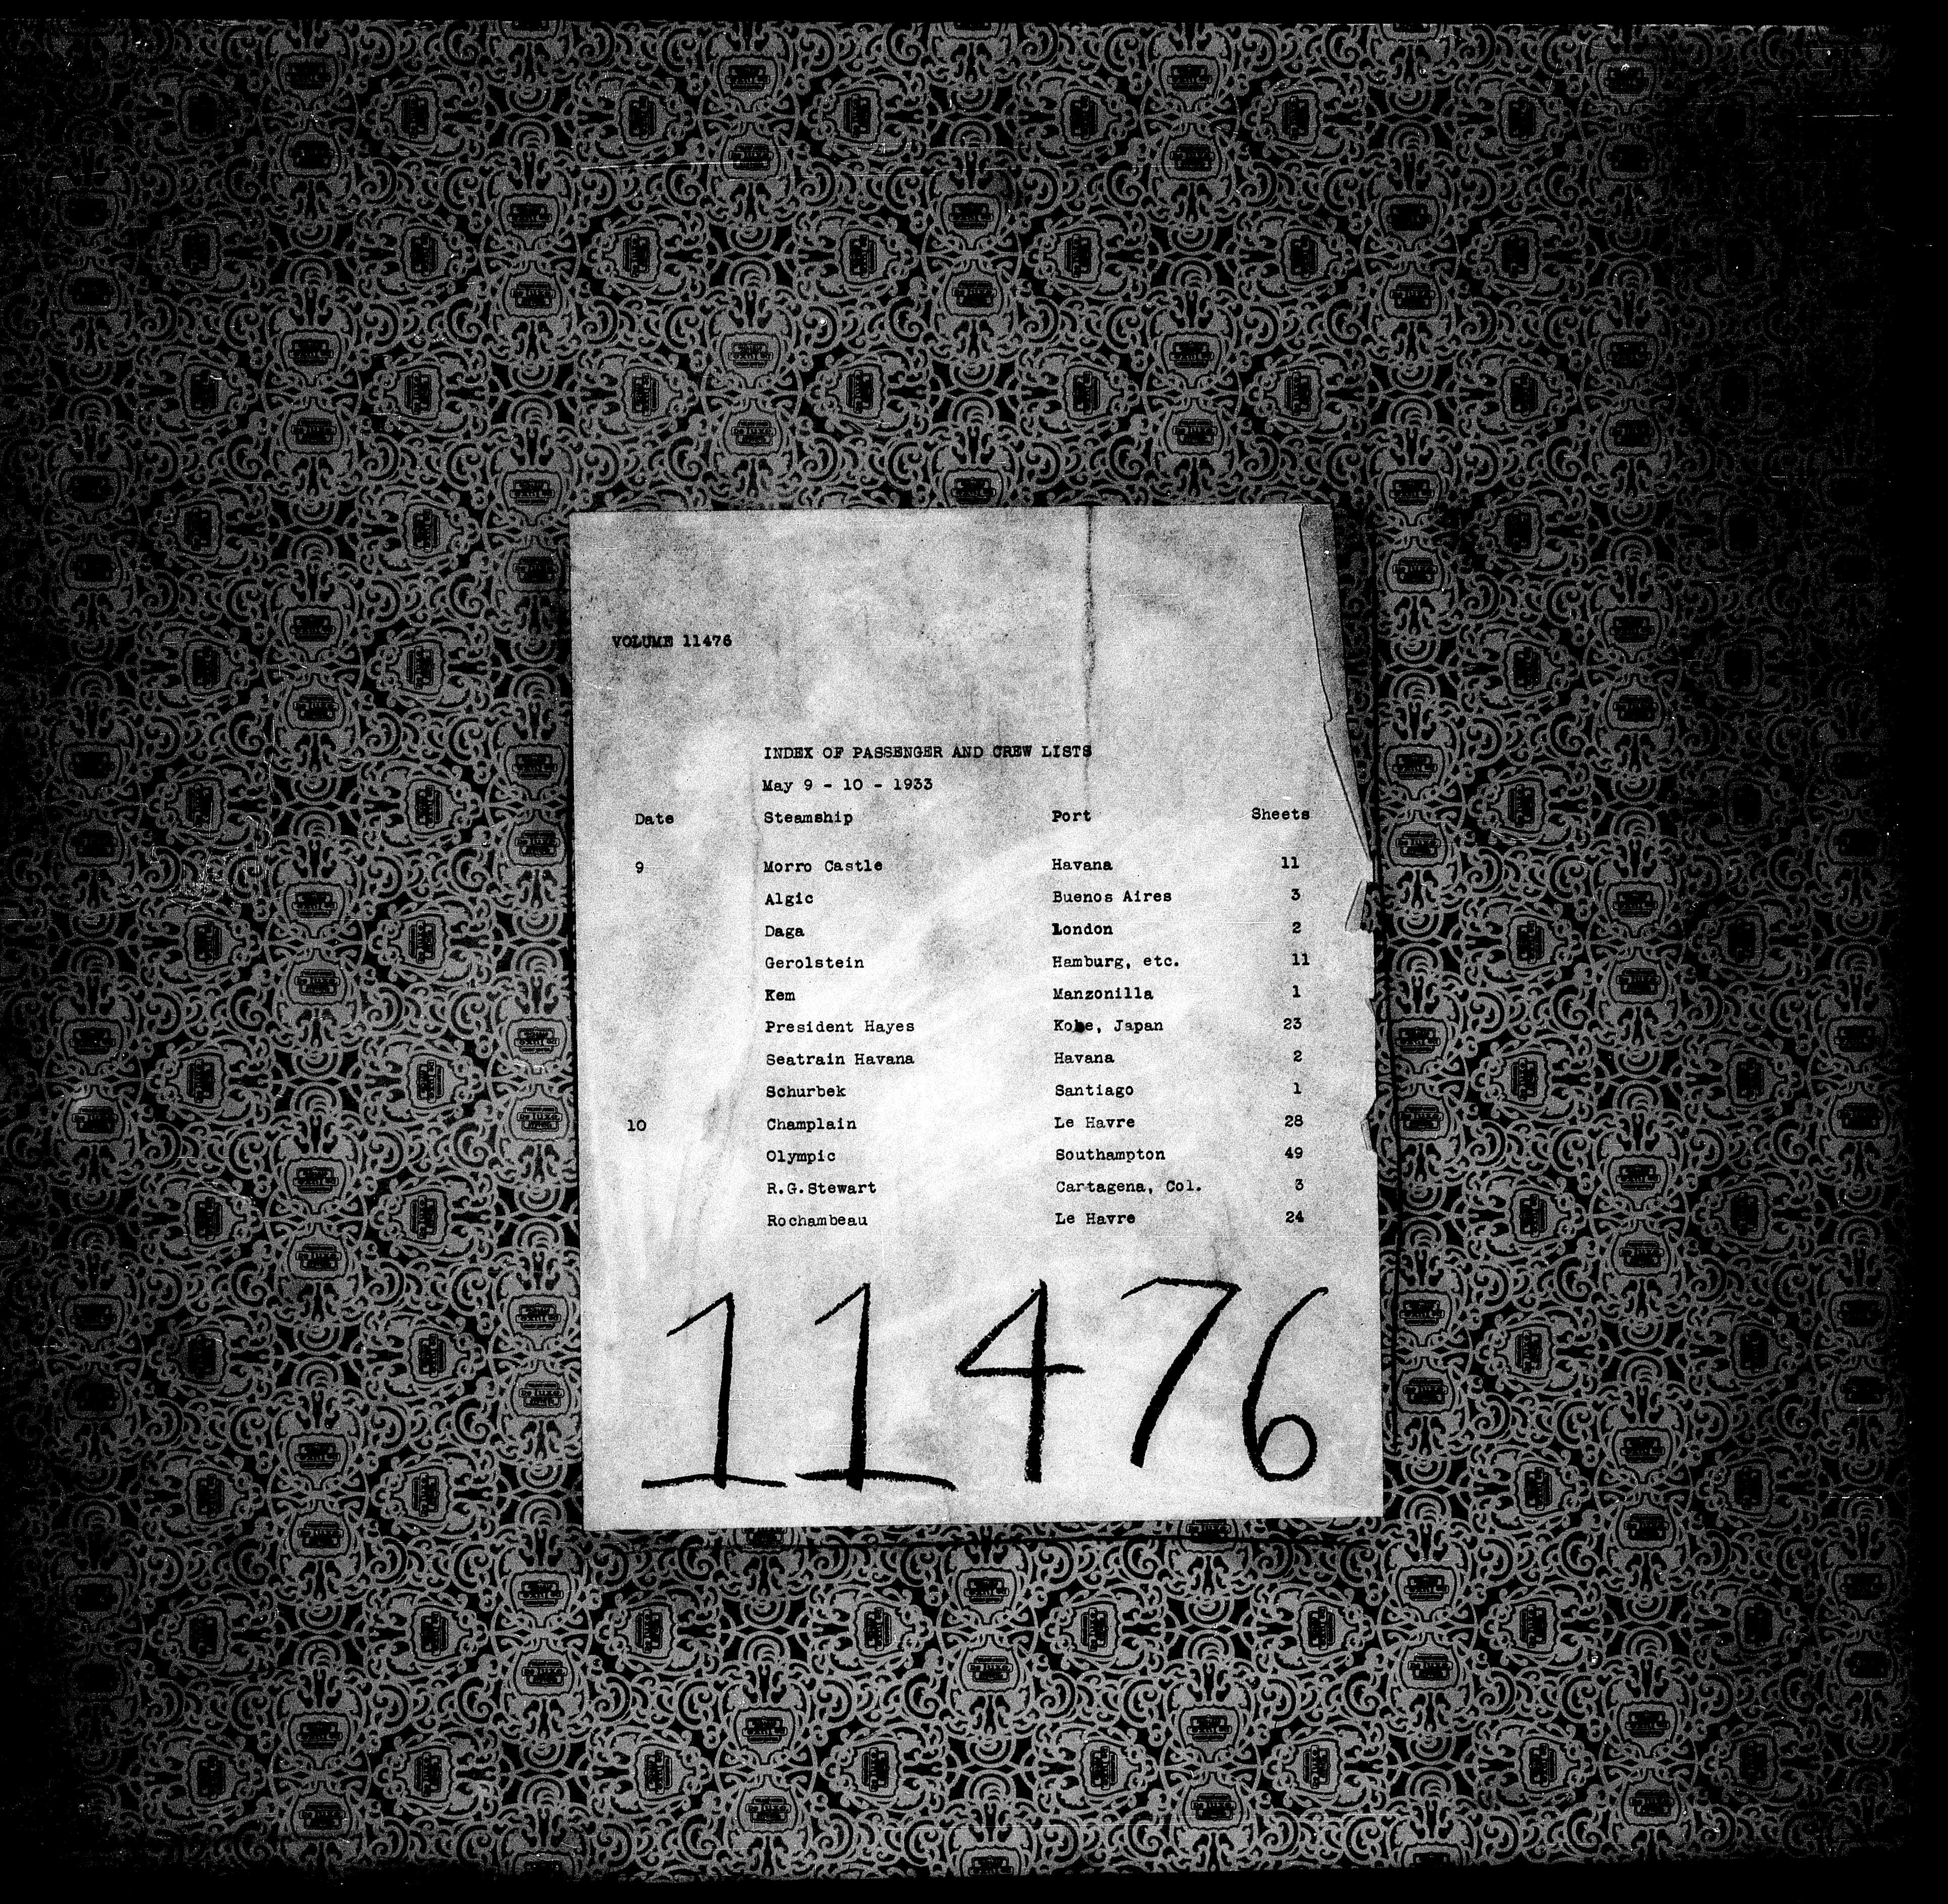 VOLUME 11476
INDEX OF PASSENGER AND CREW LISTS
May 9 - 10 - 1933
Date Steamship Port Sheets
9 Morro Castle Havana 11
Algic Buenos Aires 3
Daga London 2
Gerolstein Hamburg, etc. 11
Kem Manzonilla 1
President Hayes Kobe, Japan 23
Seatrain Havana Havana 2
Schurbek Santiago 1
10 Champlain Le Havre 28
Olympic Southampton 49
R.G.Stewart Cartagena, Col. 3
Rochambeau Le Havre 24
11476